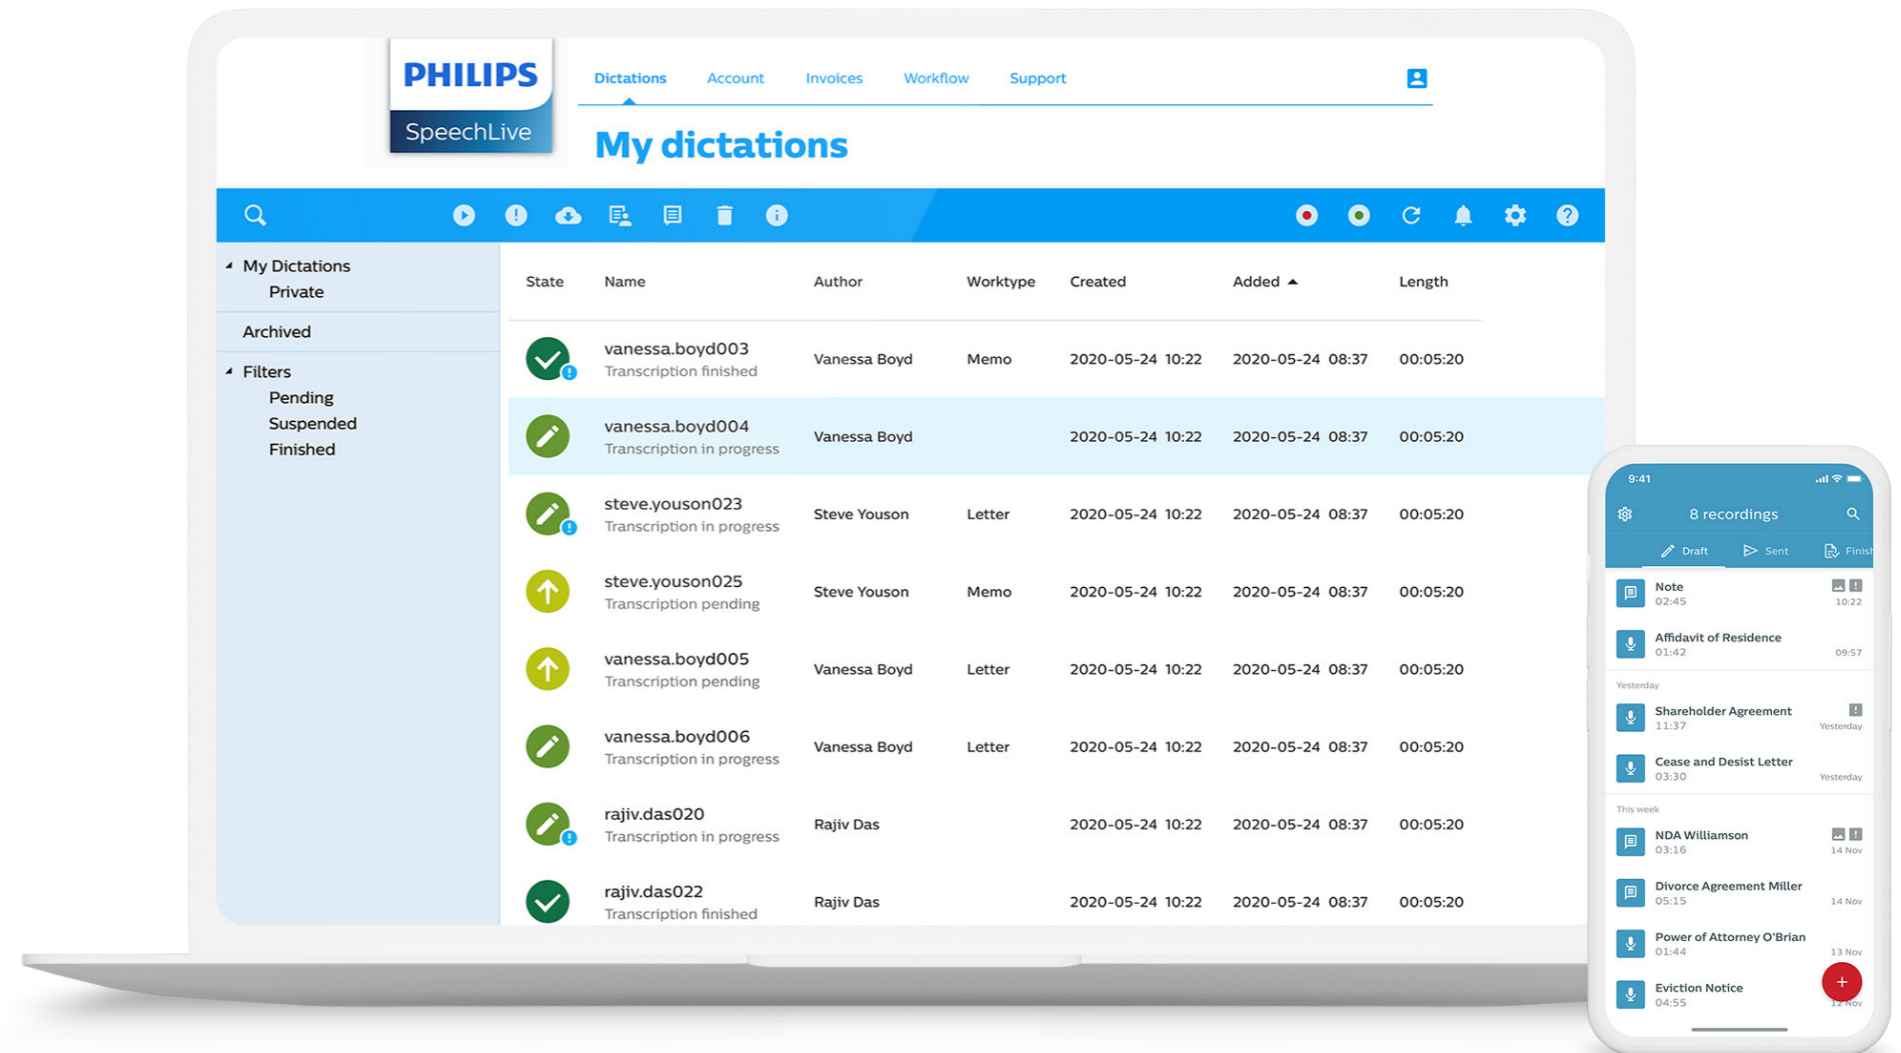 PHILIPS
SpeechLive
Dictations Account Invoices Workflow Support
My dictations
My Dictations
Private
Archived
Filters
Pending
Suspended
Finished
State Name Author Worktype Created Added Length
vanessa.boyd003
Transcription finished
Vanessa Boyd Memo 2020-05-24 10:22 2020-05-24 08:37 00:05:20
vanessa.boyd004
Transcription in progress
Vanessa Boyd 2020-05-24 10:22 2020-05-24 08:37 00:05:20
steve.youson023
Transcription in progress
Steve Youson Letter 2020-05-24 10:22 2020-05-24 08:37 00:05:20
steve.youson025
Transcription pending
Steve Youson Memo 2020-05-24 10:22 2020-05-24 08:37 00:05:20
vanessa.boyd005
Transcription pending
Vanessa Boyd Letter 2020-05-24 10:22 2020-05-24 08:37 00:05:20
vanessa.boyd006
Transcription in progress
Vanessa Boyd Letter 2020-05-24 10:22 2020-05-24 08:37 00:05:20
rajiv.das020
Transcription in progress
Rajiv Das 2020-05-24 10:22 2020-05-24 08:37 00:05:20
rajiv.das022
Transcription finished
Rajiv Das 2020-05-24 10:22 2020-05-24 08:37 00:05:20
9:41
8 recordings
Draft Sent Finish
Note
02:45 10:22
Affidavit of Residence
01:42 09:57
Yesterday
Shareholder Agreement
11:37 Yesterday
Cease and Desist Letter
03:30 Yesterday
This week
NDA Williamson
03:16 14 Nov
Divorce Agreement Miller
05:15 14 Nov
Power of Attorney O'Brian
01:44 13 Nov
Eviction Notice
04:55 12 Nov